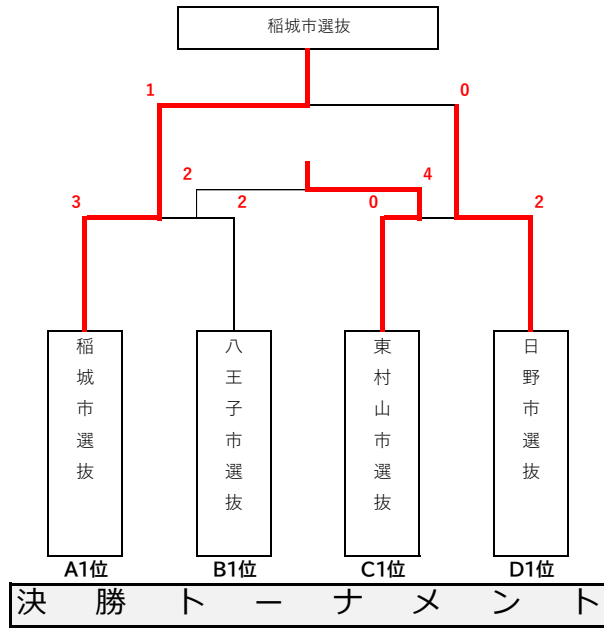 稲城市選抜
1
0
2
4
3
2
0
2
稲城市選抜
八王子市選抜
東村山市選抜
日野市選抜
A1位
B1位
C1位
D1位
決勝トーナメント